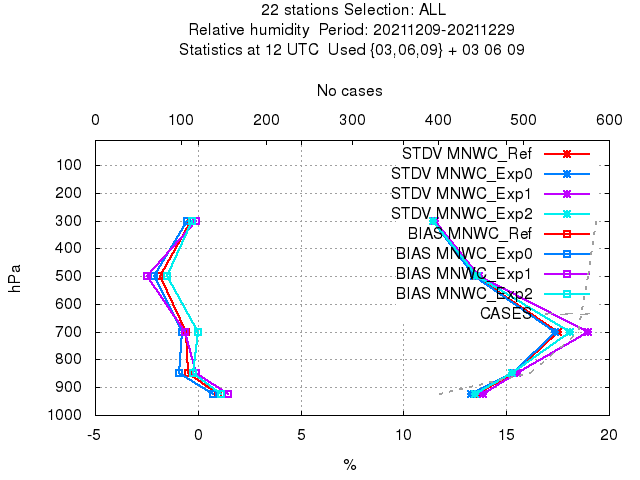 22 stations Selection: ALL
Relative humidity Period: 20211209-20211229
Statistics at 12 UTC Used {03,06,09} + 03 06 09
No cases
0 100 200 300 400 500 600
100
200
300
400
500
600
700
800
900
1000
hPa
STDV MNWC_Ref
STDV MNWC_Exp0
STDV MNWC_Exp1
STDV MNWC_Exp2
BIAS MNWC_Ref
BIAS MNWC_Exp0
BIAS MNWC_Exp1
BIAS MNWC_Exp2
CASES
-5 0 5 10 15 20
%